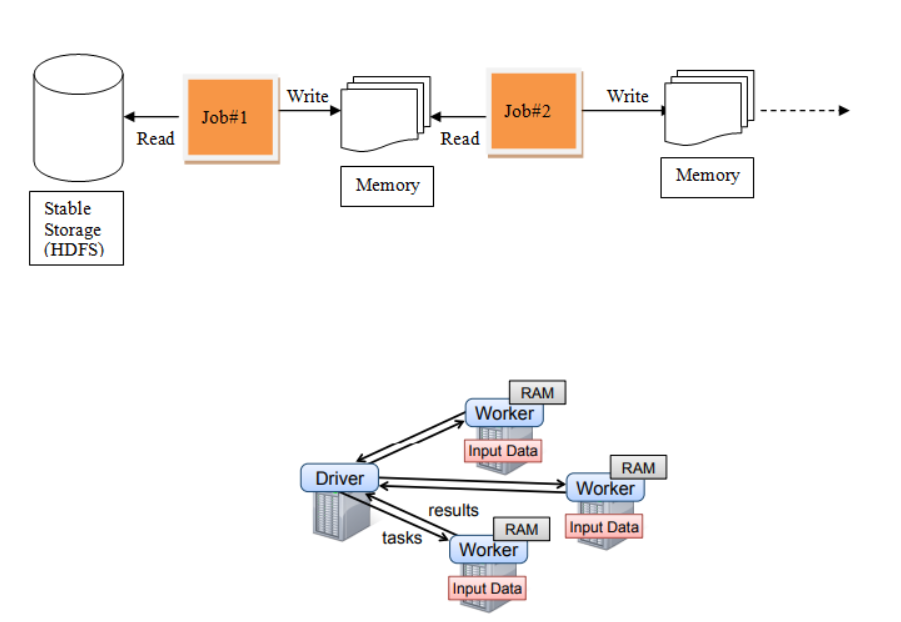 Job#1
Write
Job#2
Write
Read
Read
Memory
Memory
Stable
Storage
(HDFS)
RAM
Worker
Input Data
RAM
Driver
Worker
results
Input Data
tasks
RAM
Worker
Input Data